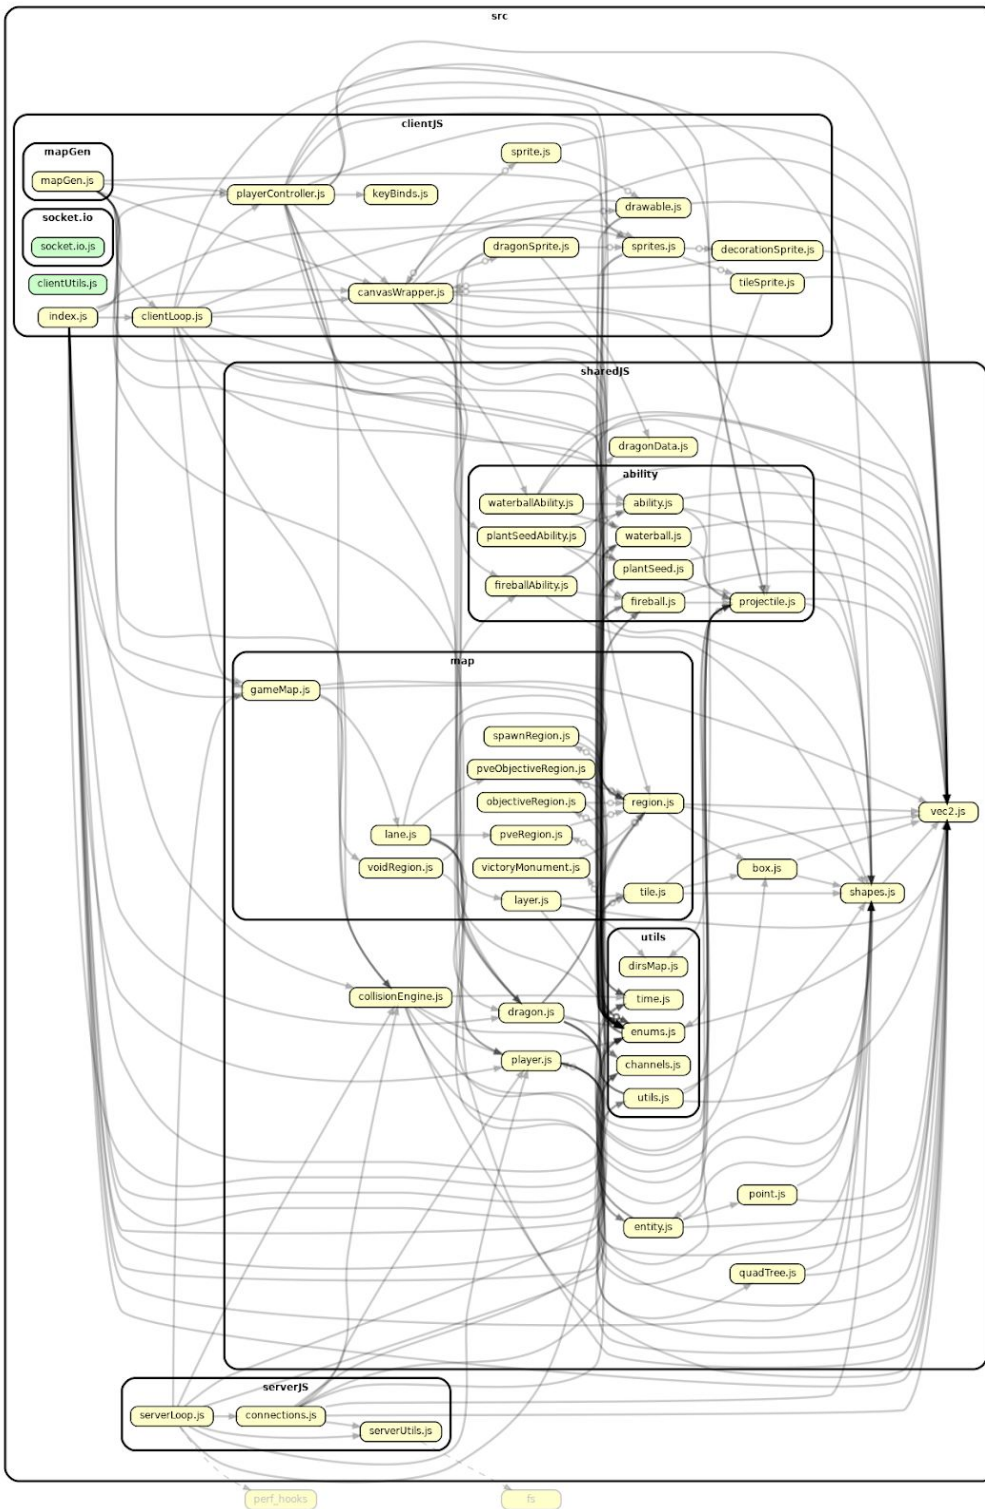 src
clientJS
mapGen
mapGen.js
socket.io
socket.io.js
clientUtils.js
index.js
clientLoop.js
playerController.js
keyBinds.js
canvasWrapper.js
sprite.js
drawable.js
dragonSprite.js
sprites.js
decorationSprite.js
tileSprite.js
sharedJS
dragonData.js
ability
waterballAbility.js
ability.js
plantSeedAbility.js
waterball.js
plantSeed.js
fireballAbility.js
fireball.js
projectile.js
map
gameMap.js
spawnRegion.js
pveObjectiveRegion.js
objectiveRegion.js
region.js
lane.js
pveRegion.js
voidRegion.js
victoryMonument.js
layer.js
tile.js
box.js
shapes.js
vec2.js
utils
dirsMap.js
time.js
enums.js
channels.js
utils.js
collisionEngine.js
dragon.js
player.js
point.js
entity.js
quadTree.js
serverJS
serverLoop.js
connections.js
serverUtils.js
perf_hooks
fs